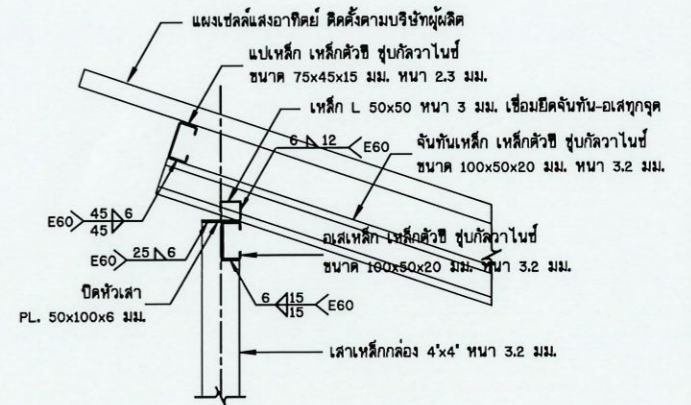 แผงเซลล์แสงอาทิตย์ ติดตั้งตามบริษัทผู้ผลิต
แปเหล็ก เหล็กตัวซี ชุบกัลวาไนซ์
ขนาด 75x45x15 มม. หนา 2.3 มม.
เหล็ก L 50x50 หนา 3 มม. เชื่อมยึดจันทัน-อเสทุกจุด
6 12 E60
จันทันเหล็ก เหล็กตัวซี ชุบกัลวาไนซ์
ขนาด 100x50x20 มม. หนา 3.2 มม.
E60 45 6
45
อเสเหล็ก เหล็กตัวซี ชุบกัลวาไนซ์
ขนาด 100x50x20 มม. หนา 3.2 มม.
E60 25 6
ปิดหัวเสา
PL. 50x100x6 มม.
6 15 E60
15
เสาเหล็กกล่อง 4"x4" หนา 3.2 มม.